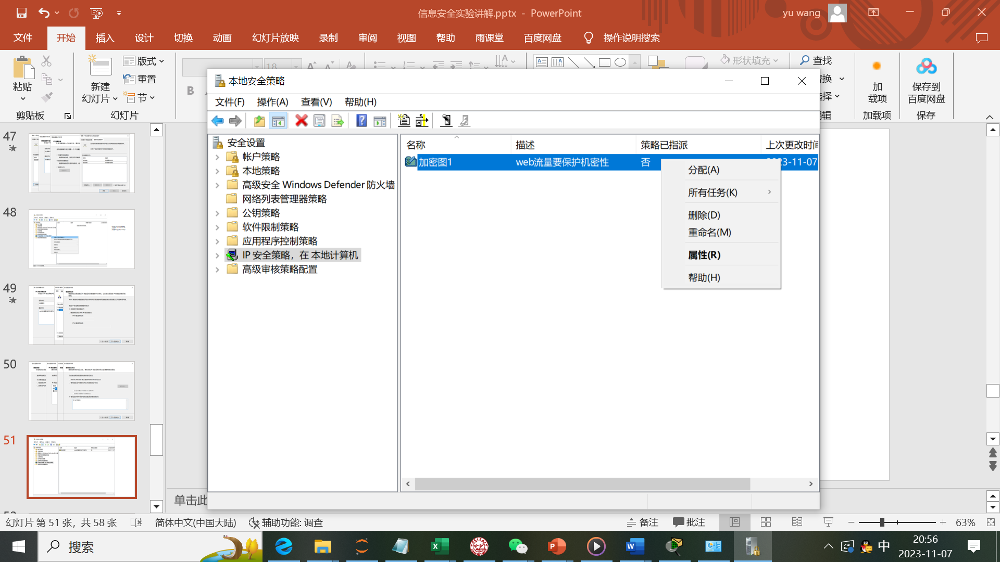 信息安全实验讲解.pptx - PowerPoint
yu wang
文件 开始 插入 设计 切换 动画 幻灯片放映 录制 审阅 视图 帮助 雨课堂 百度网盘 操作说明搜索
粘贴
剪贴板
新建
幻灯片
版式
重置
节
幻灯片
B
18
形状填充
查找
替换
选择
加
载项
加载项
保存到
百度网盘
保存
47
48
49
50
51
本地安全策略
文件(F) 操作(A) 查看(V) 帮助(H)
安全设置
帐户策略
本地策略
高级安全 Windows Defender 防火墙
网络列表管理器策略
公钥策略
软件限制策略
应用程序控制策略
IP 安全策略，在 本地计算机
高级审核策略配置
名称 描述 策略已指派 上次更改时间
加密图1 web流量要保护机密性 否 3-11-07
分配(A)
所有任务(K)
删除(D)
重命名(M)
属性(R)
帮助(H)
单击此
幻灯片 第 51 张，共 58 张 简体中文(中国大陆) 辅助功能: 调查 备注 批注 63%
搜索
中
20:56
2023-11-07